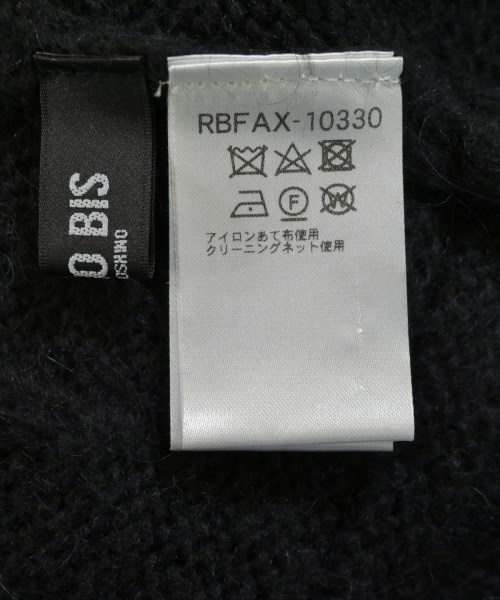 RBFAX-10330
F
W
アイロンあて布使用
クリーニングネット使用
O BIS
OSHINO